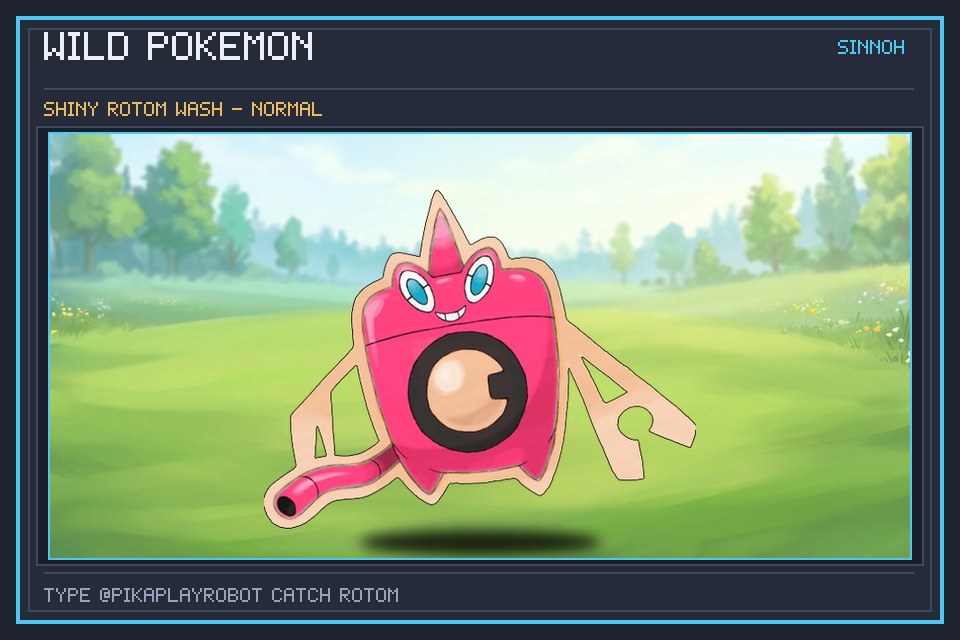 WILD POKEMON
SINNOH
SHINY ROTOM WASH - NORMAL
TYPE @PIKAPLAYROBOT CATCH ROTOM